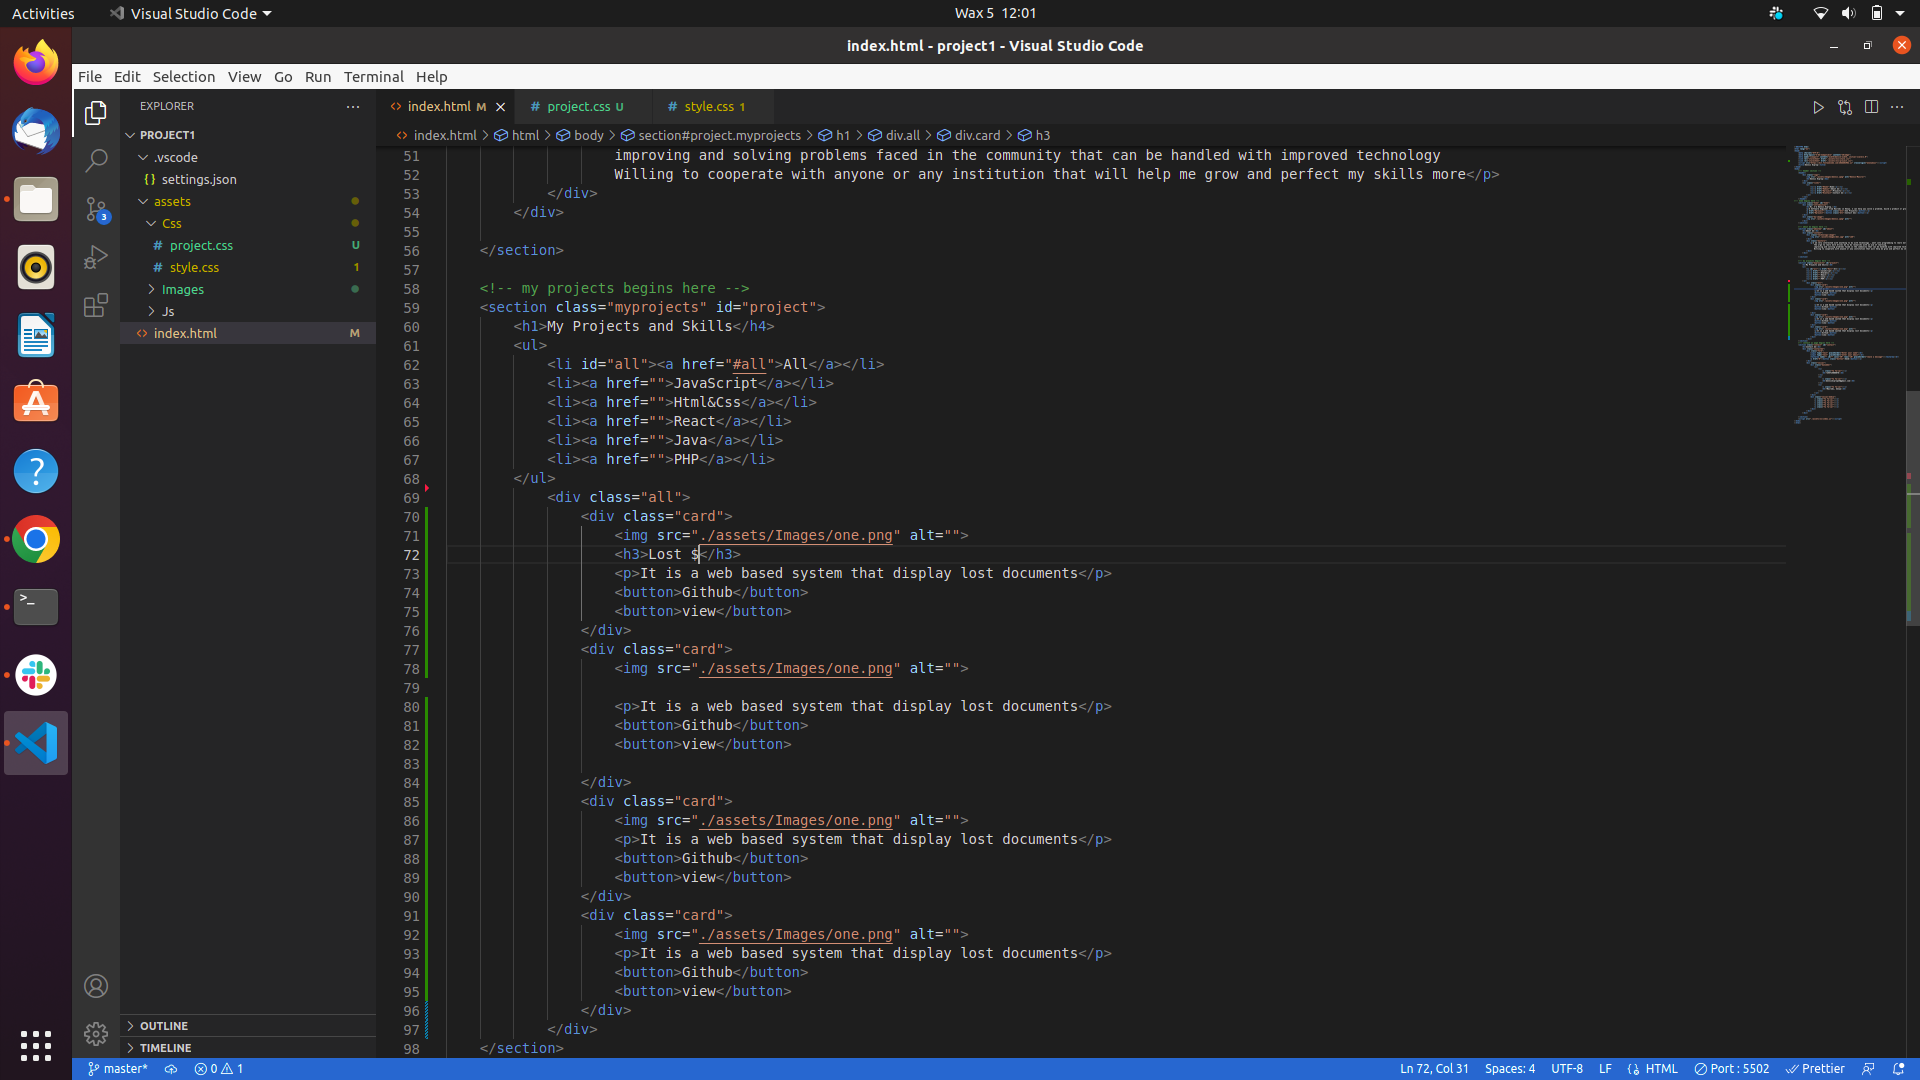 Activities
Visual Studio Code
Wax 5 12:01
index.html - project1 - Visual Studio Code
File Edit Selection View Go Run Terminal Help
EXPLORER
index.html M
# project.css U
# style.css 1
index.html > html > body > section#project.myprojects > h1 > div.all > div.card > h3
PROJECT1
.vscode
{} settings.json
assets
Css
# project.css U
# style.css 1
Images
Js
<> index.html M
OUTLINE
TIMELINE
51 improving and solving problems faced in the community that can be handled with improved technology
52 Willing to cooperate with anyone or any institution that will help me grow and perfect my skills more</p>
53 </div>
54 </div>
55
56 </section>
57
58 <!-- my projects begins here -->
59 <section class="myprojects" id="project">
60 <h1>My Projects and Skills</h4>
61 <ul>
62 <li id="all"><a href="#all">All</a></li>
63 <li><a href="">JavaScript</a></li>
64 <li><a href="">Html&Css</a></li>
65 <li><a href="">React</a></li>
66 <li><a href="">Java</a></li>
67 <li><a href="">PHP</a></li>
68 </ul>
69 <div class="all">
70 <div class="card">
71 <img src="./assets/Images/one.png" alt="">
72 <h3>Lost $</h3>
73 <p>It is a web based system that display lost documents</p>
74 <button>Github</button>
75 <button>view</button>
76 </div>
77 <div class="card">
78 <img src="./assets/Images/one.png" alt="">
79
80 <p>It is a web based system that display lost documents</p>
81 <button>Github</button>
82 <button>view</button>
83
84 </div>
85 <div class="card">
86 <img src="./assets/Images/one.png" alt="">
87 <p>It is a web based system that display lost documents</p>
88 <button>Github</button>
89 <button>view</button>
90 </div>
91 <div class="card">
92 <img src="./assets/Images/one.png" alt="">
93 <p>It is a web based system that display lost documents</p>
94 <button>Github</button>
95 <button>view</button>
96 </div>
97 </div>
98 </section>
3
master* 0 1
Ln 72, Col 31 Spaces: 4 UTF-8 LF HTML Port : 5502 Prettier